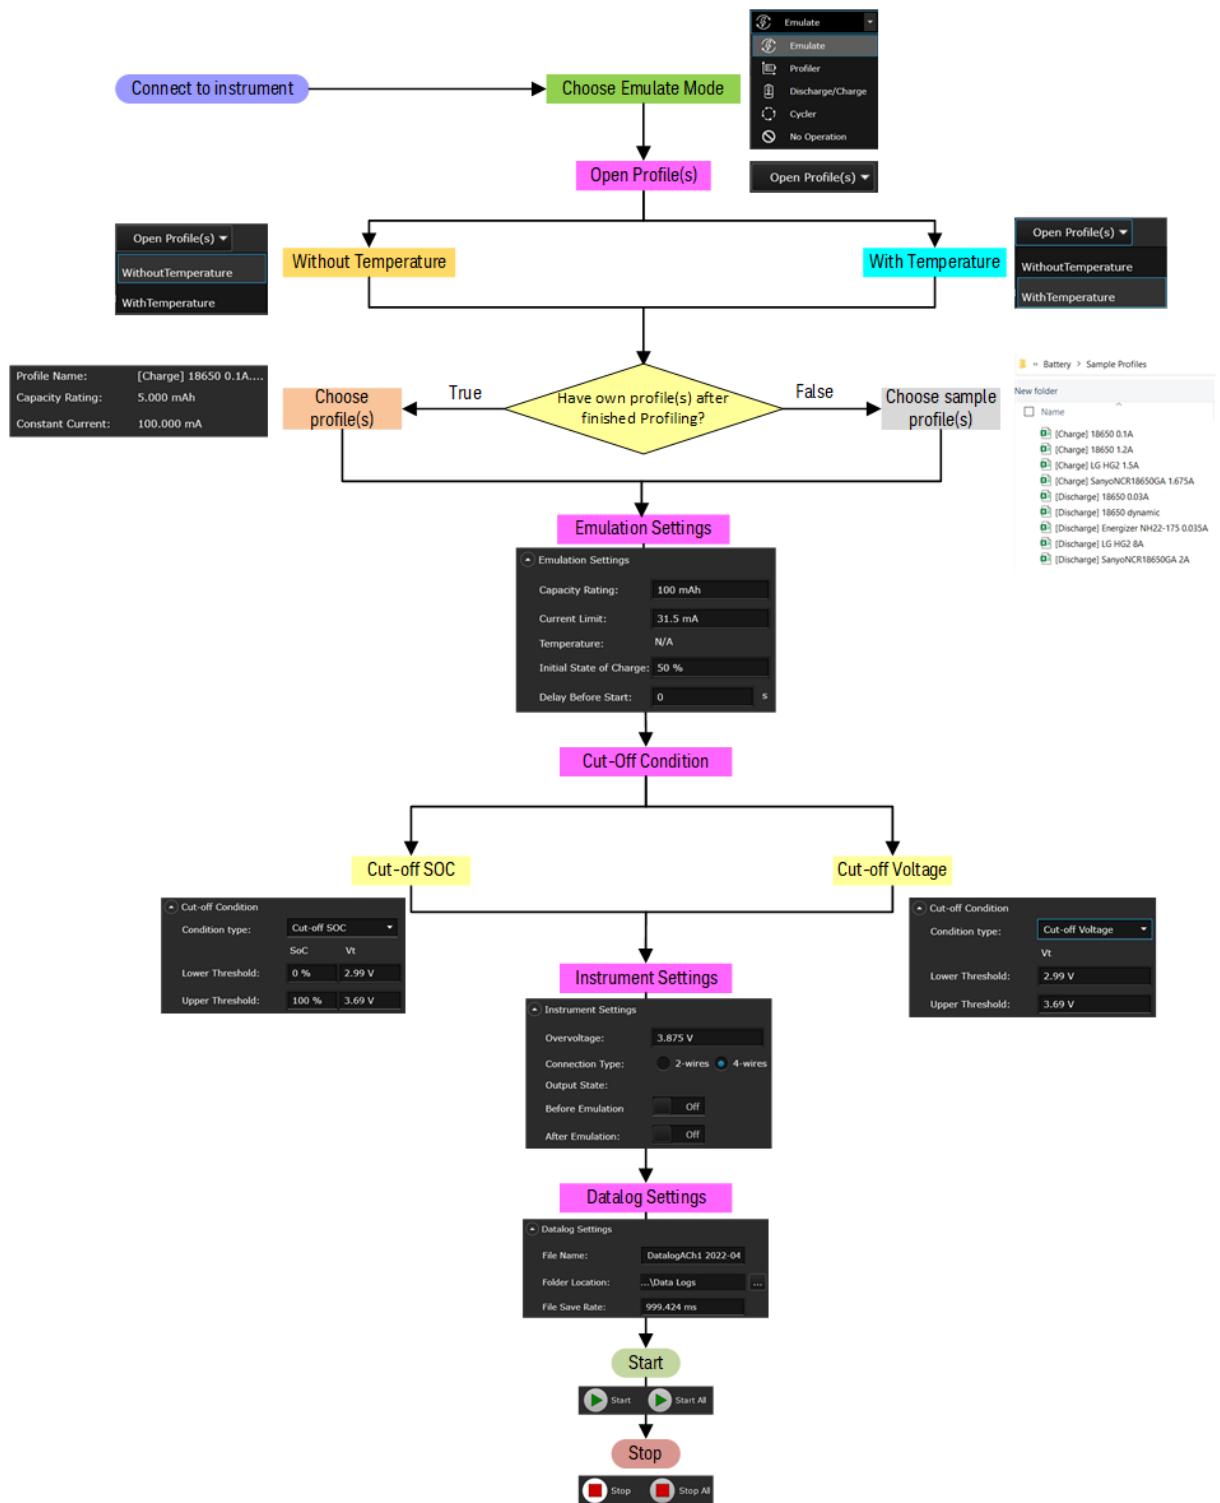 Emulate
Emulate
Profiler
Discharge/Charge
Cycler
No Operation
Connect to instrument
Choose Emulate Mode
Open Profile(s)
Open Profile(s)
Open Profile(s)
WithoutTemperature
WithTemperature
Without Temperature
With Temperature
Open Profile(s)
WithoutTemperature
WithTemperature
Profile Name: [Charge] 18650 0.1A....
Capacity Rating: 5.000 mAh
Constant Current: 100.000 mA
Choose
profile(s)
True
Have own profile(s) after
finished Profiling?
False
Choose sample
profile(s)
« Battery > Sample Profiles
New folder
Name
[Charge] 18650 0.1A
[Charge] 18650 1.2A
[Charge] LG HG2 1.5A
[Charge] SanyoNCR18650GA 1.675A
[Discharge] 18650 0.03A
[Discharge] 18650 dynamic
[Discharge] Energizer NH22-175 0.035A
[Discharge] LG HG2 8A
[Discharge] SanyoNCR18650GA 2A
Emulation Settings
Emulation Settings
Capacity Rating: 100 mAh
Current Limit: 31.5 mA
Temperature: N/A
Initial State of Charge: 50 %
Delay Before Start: 0 s
Cut-Off Condition
Cut-off SOC
Cut-off Voltage
Cut-off Condition
Condition type: Cut-off SOC
SoC Vt
Lower Threshold: 0 % 2.99 V
Upper Threshold: 100 % 3.69 V
Cut-off Condition
Condition type: Cut-off Voltage
Vt
Lower Threshold: 2.99 V
Upper Threshold: 3.69 V
Instrument Settings
Instrument Settings
Overvoltage: 3.875 V
Connection Type: 2-wires 4-wires
Output State:
Before Emulation Off
After Emulation: Off
Datalog Settings
Datalog Settings
File Name: DatalogACh1 2022-04
Folder Location: ...\Data Logs ...
File Save Rate: 999.424 ms
Start
Start Start All
Stop
Stop Stop All